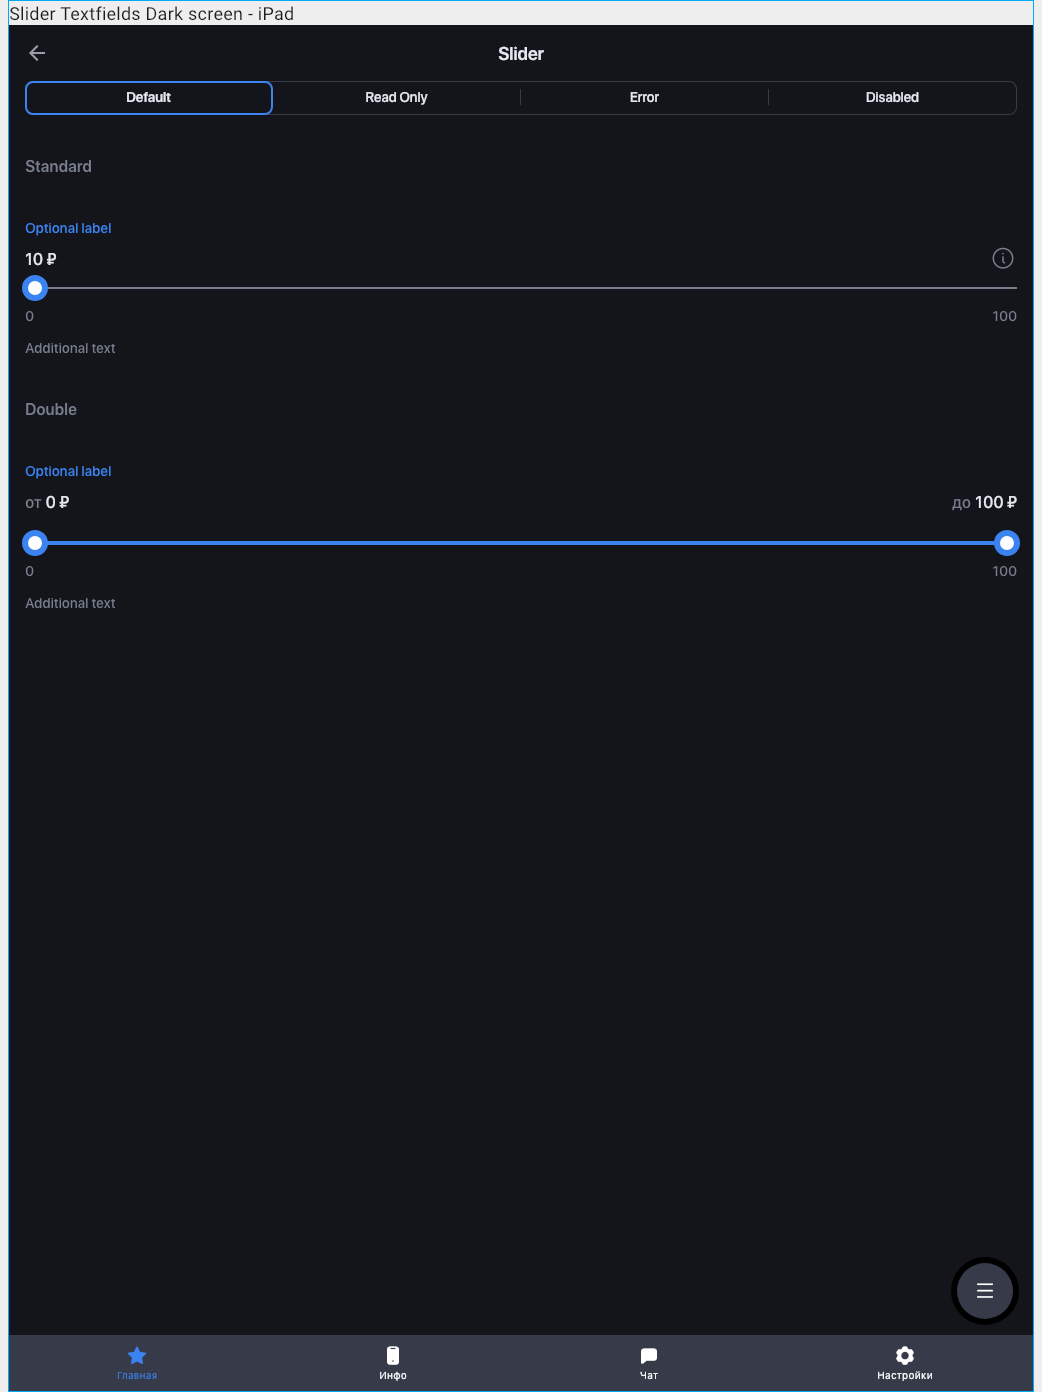 Slider Textfields Dark screen - iPad
Slider
Default Read Only Error Disabled
Standard
Optional label
10 ₽
0 100
Additional text
Double
Optional label
от 0 ₽ до 100 ₽
0 100
Additional text
Главная Инфо Чат Настройки